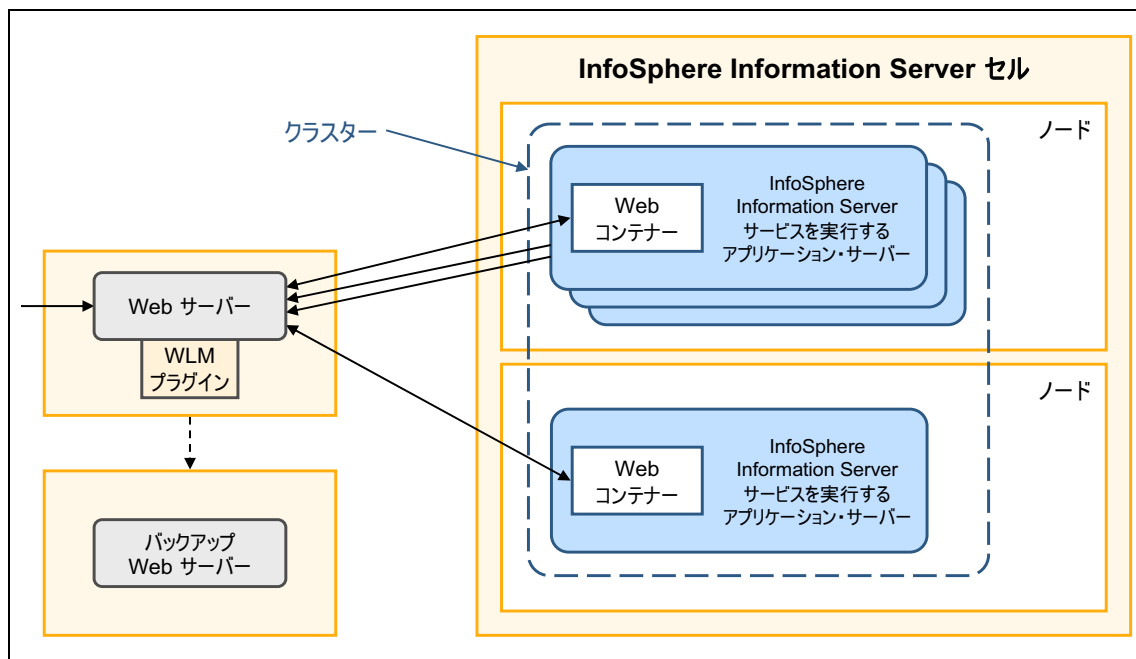 InfoSphere Information Server セル
クラスター
ノード
Web
コンテナー
InfoSphere
Information Server
サービスを実行する
アプリケーション・サーバー
Web サーバー
WLM
プラグイン
ノード
Web
コンテナー
InfoSphere
Information Server
サービスを実行する
アプリケーション・サーバー
バックアップ
Web サーバー